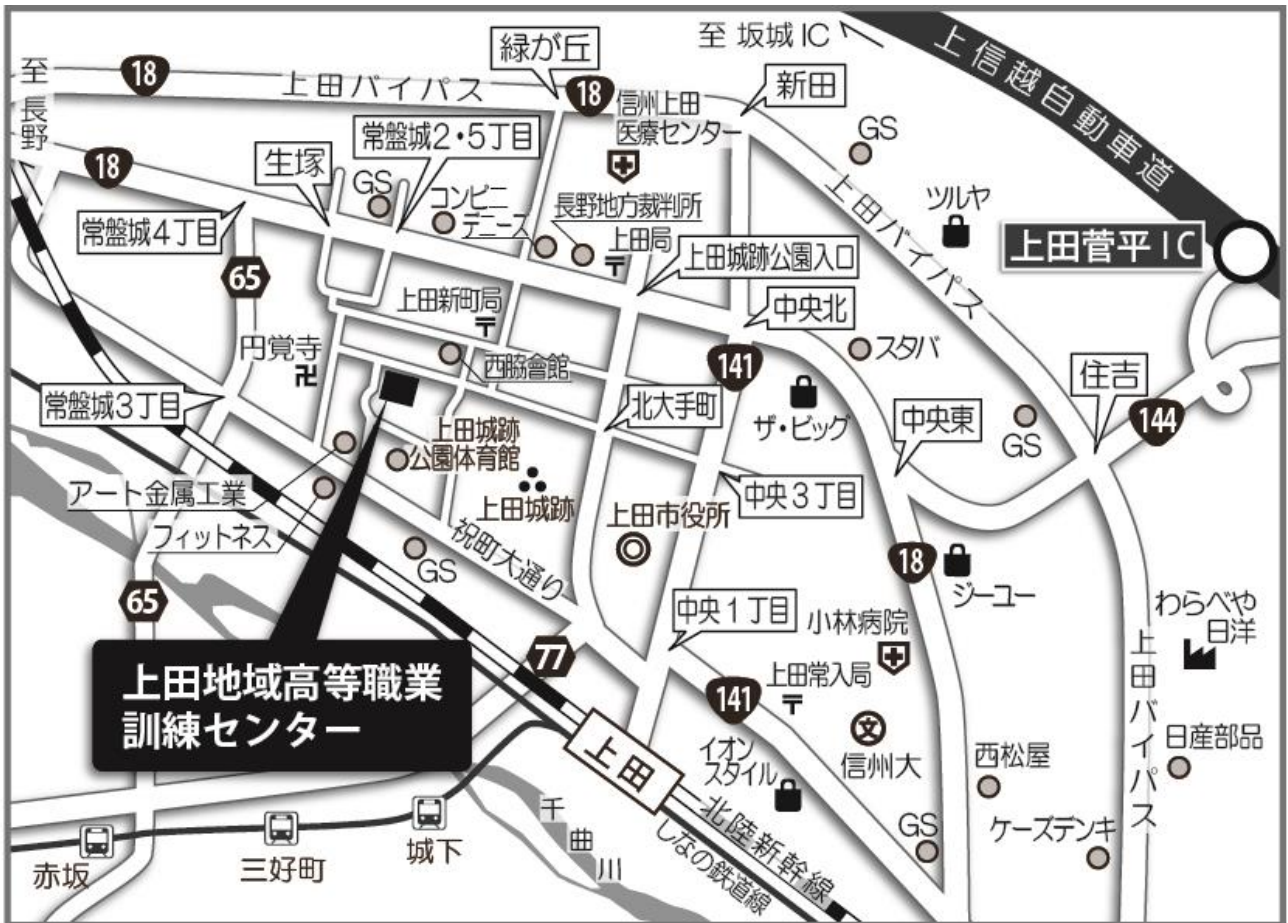 至 坂城 IC
上信越自動車道
緑が丘
至長野
18
上田バイパス
18
信州上田
医療センター
新田
GS
常盤城2・5丁目
18
生塚
GS
コンビニ
デニーズ
長野地方裁判所
上田局
上田バイパス
ツルヤ
上田菅平 IC
常盤城4丁目
65
上田新町局
上田城跡公園入口
中央北
円覚寺
西脇會館
141
スタバ
住吉
常盤城3丁目
北大手町
ザ・ビッグ
中央東
GS
144
上田城跡
公園体育館
アート金属工業
上田城跡
上田市役所
中央3丁目
フィットネス
GS
祝町大通り
18
ジーユー
65
中央1丁目
小林病院
わらべや
日洋
上田地域高等職業
訓練センター
77
上田常入局
141
上田バイパス
上田
イオン
スタイル
信州大
西松屋
日産部品
千曲川
北陸新幹線
しなの鉄道線
GS
ケーズデンキ
赤坂
三好町
城下